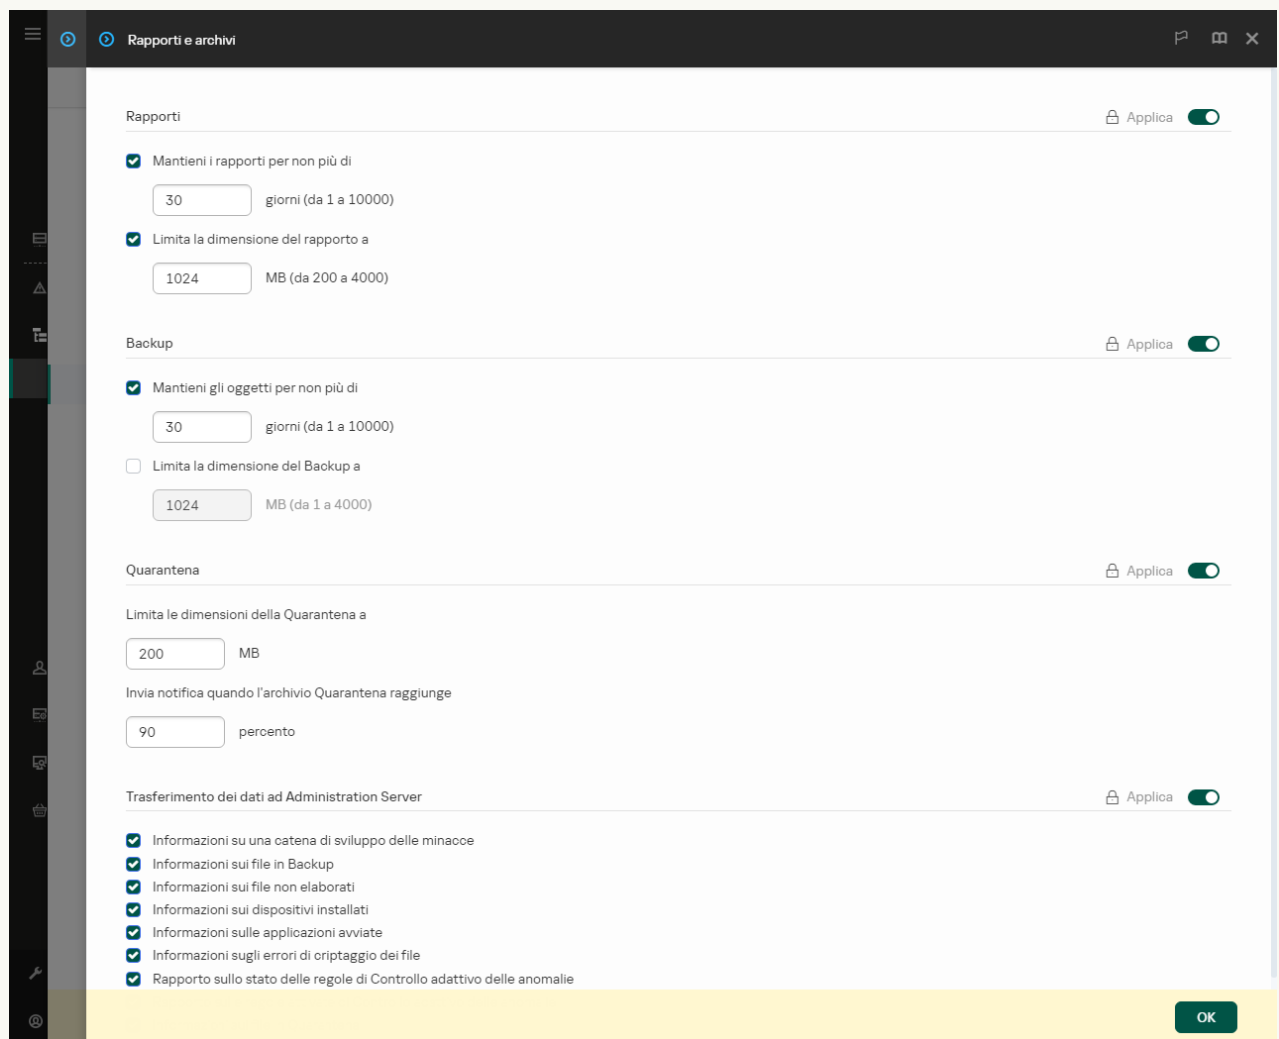 Rapporti e archivi
Rapporti
Applica
Mantieni i rapporti per non più di
30 giorni (da 1 a 10000)
Limita la dimensione del rapporto a
1024 MB (da 200 a 4000)
Backup
Applica
Mantieni gli oggetti per non più di
30 giorni (da 1 a 10000)
Limita la dimensione del Backup a
1024 MB (da 1 a 4000)
Quarantena
Applica
Limita le dimensioni della Quarantena a
200 MB
Invia notifica quando l'archivio Quarantena raggiunge
90 percento
Trasferimento dei dati ad Administration Server
Applica
Informazioni su una catena di sviluppo delle minacce
Informazioni sui file in Backup
Informazioni sui file non elaborati
Informazioni sui dispositivi installati
Informazioni sulle applicazioni avviate
Informazioni sugli errori di criptaggio dei file
Rapporto sullo stato delle regole di Controllo adattivo delle anomalie
OK